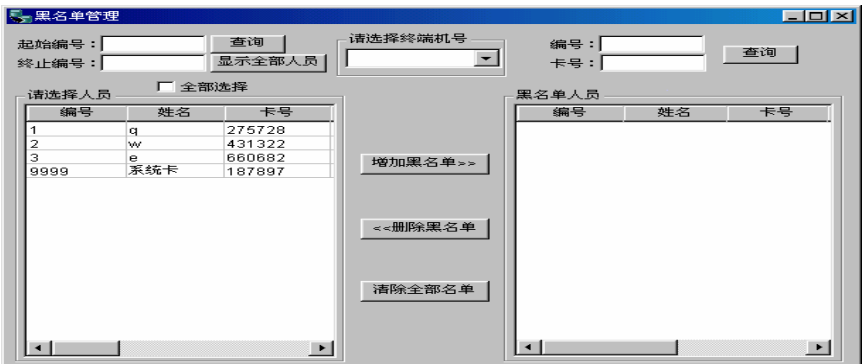 黑名单管理
起始编号： 查询 请选择终端机号 编号： 查询
终止编号： 显示全部人员 卡号：
全部选择
请选择人员 黑名单人员
编号 姓名 卡号 编号 姓名 卡号
1 q 275728
2 w 431322
3 e 660682
9999 系统卡 187897
增加黑名单>>
<<删除黑名单
清除全部名单